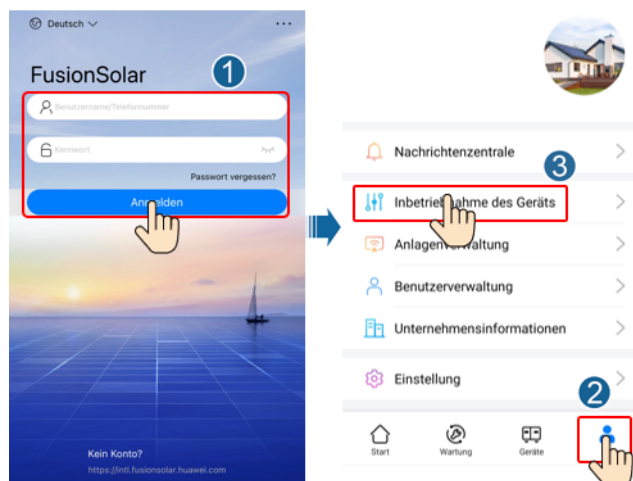 Deutsch
FusionSolar
1
Benutzername/Telefonnummer
Kennwort
Passwort vergessen?
Anmelden
Kein Konto?
https://intl.fusionsolar.huawei.com
Nachrichtenzentrale
3
Inbetriebnahme des Geräts
Anlagenverwaltung
Benutzerverwaltung
Unternehmensinformationen
Einstellung
2
Start
Wartung
Geräte